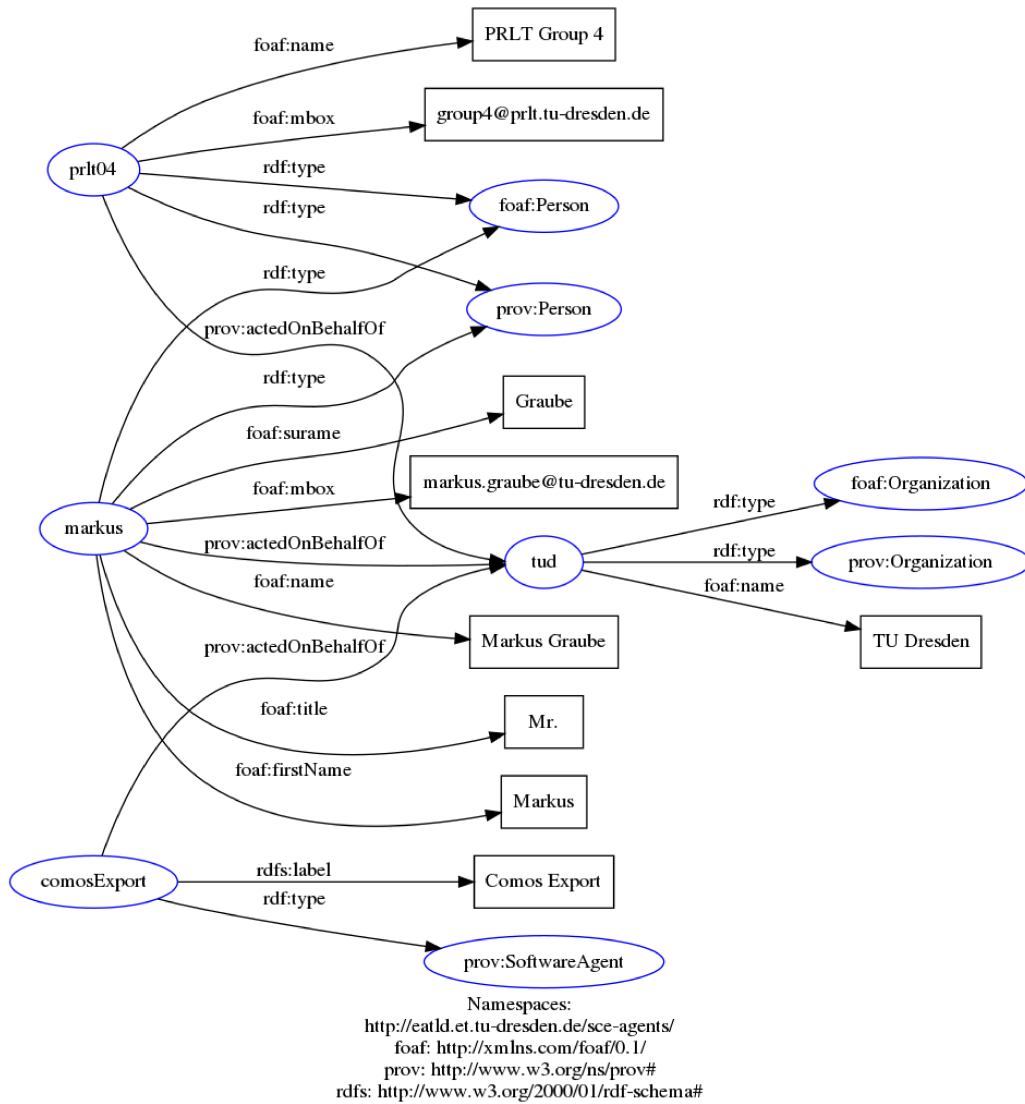 PRLT Group 4
foaf:name
group4@prlt.tu-dresden.de
foaf:mbox
prlt04
rdf:type
foaf:Person
rdf:type
rdf:type
prov:Person
prov:actedOnBehalfOf
rdf:type
Graube
foaf:surame
markus.graube@tu-dresden.de
foaf:mbox
foaf:Organization
rdf:type
markus
prov:actedOnBehalfOf
tud
rdf:type
prov:Organization
foaf:name
foaf:name
Markus Graube
TU Dresden
prov:actedOnBehalfOf
foaf:title
Mr.
foaf:firstName
Markus
rdfs:label
comosExport
Comos Export
rdf:type
prov:SoftwareAgent
Namespaces:
http://eatld.et.tu-dresden.de/sce-agents/
foaf: http://xmlns.com/foaf/0.1/
prov: http://www.w3.org/ns/prov#
rdfs: http://www.w3.org/2000/01/rdf-schema#